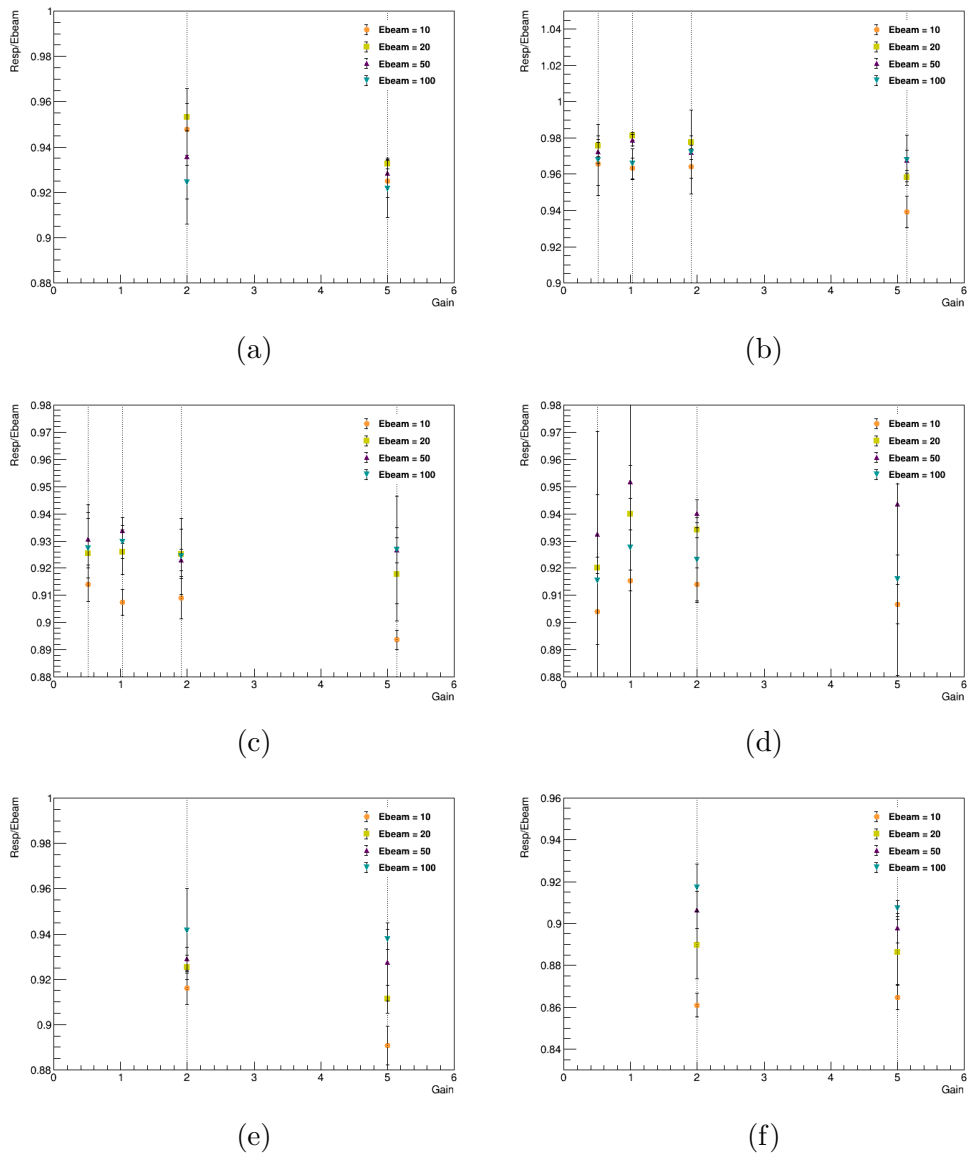 Resp/Ebeam
1
0.98
0.96
0.94
0.92
0.9
0.88
0 1 2 3 4 5 6
Gain
Ebeam = 10
Ebeam = 20
Ebeam = 50
Ebeam = 100
(a)
Resp/Ebeam
1.04
1.02
1
0.98
0.96
0.94
0.92
0.9
0 1 2 3 4 5 6
Gain
Ebeam = 10
Ebeam = 20
Ebeam = 50
Ebeam = 100
(b)
Resp/Ebeam
0.98
0.97
0.96
0.95
0.94
0.93
0.92
0.91
0.9
0.89
0.88
0 1 2 3 4 5 6
Gain
Ebeam = 10
Ebeam = 20
Ebeam = 50
Ebeam = 100
(c)
Resp/Ebeam
0.98
0.97
0.96
0.95
0.94
0.93
0.92
0.91
0.9
0.89
0.88
0 1 2 3 4 5 6
Gain
Ebeam = 10
Ebeam = 20
Ebeam = 50
Ebeam = 100
(d)
Resp/Ebeam
1
0.98
0.96
0.94
0.92
0.9
0.88
0 1 2 3 4 5 6
Gain
Ebeam = 10
Ebeam = 20
Ebeam = 50
Ebeam = 100
(e)
Resp/Ebeam
0.96
0.94
0.92
0.9
0.88
0.86
0.84
0 1 2 3 4 5 6
Gain
Ebeam = 10
Ebeam = 20
Ebeam = 50
Ebeam = 100
(f)